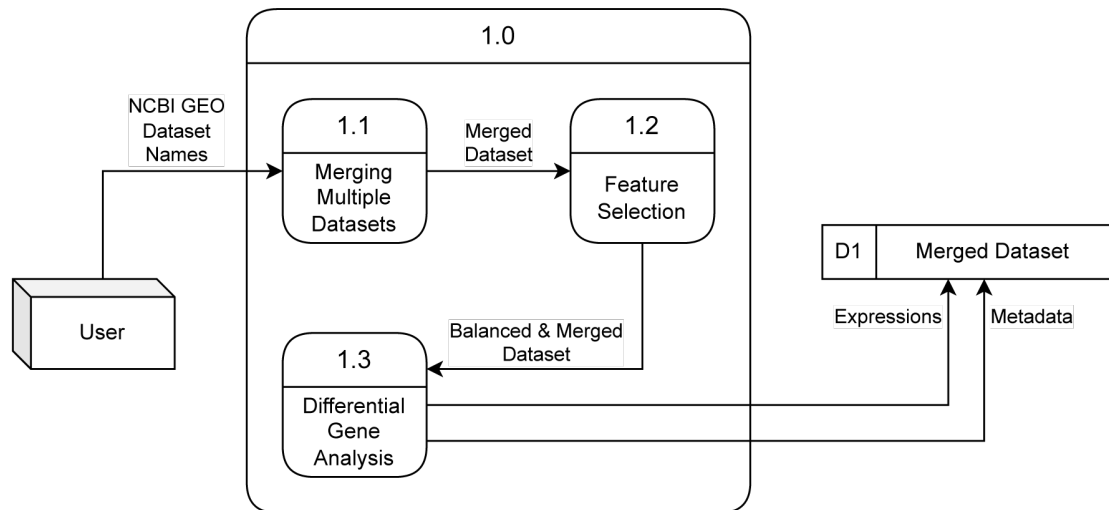 1.0
NCBI GEO
Dataset
Names
1.1
Merging
Multiple
Datasets
Merged
Dataset
1.2
Feature
Selection
D1
Merged Dataset
User
Balanced & Merged
Dataset
Expressions
Metadata
1.3
Differential
Gene
Analysis